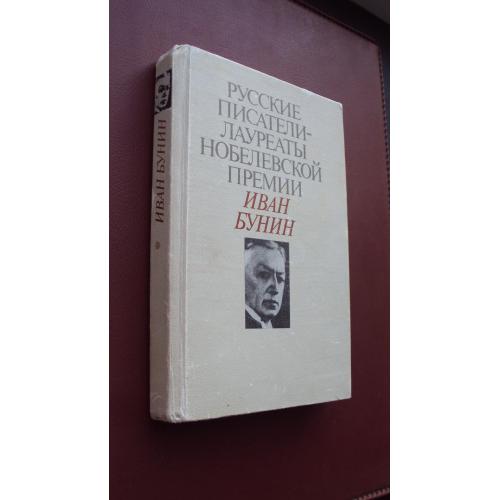 РУССКИЕ
ПИСАТЕЛИ-
ЛАУРЕАТЫ
НОБЕЛЕВСКОЙ
ПРЕМИИ
ИВАН
БУНИН
ИВАН БУНИН